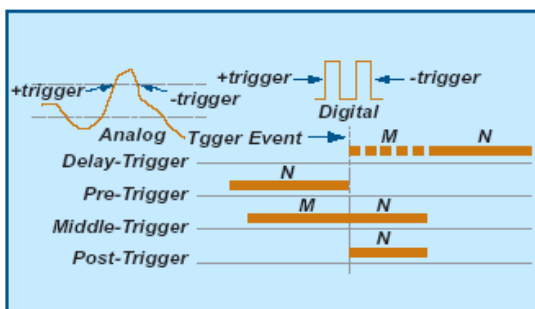 +trigger
-trigger
Analog
+trigger
-trigger
Digital
Tgger Event
M N
Delay-Trigger
N
Pre-Trigger
M N
Middle-Trigger
N
Post-Trigger